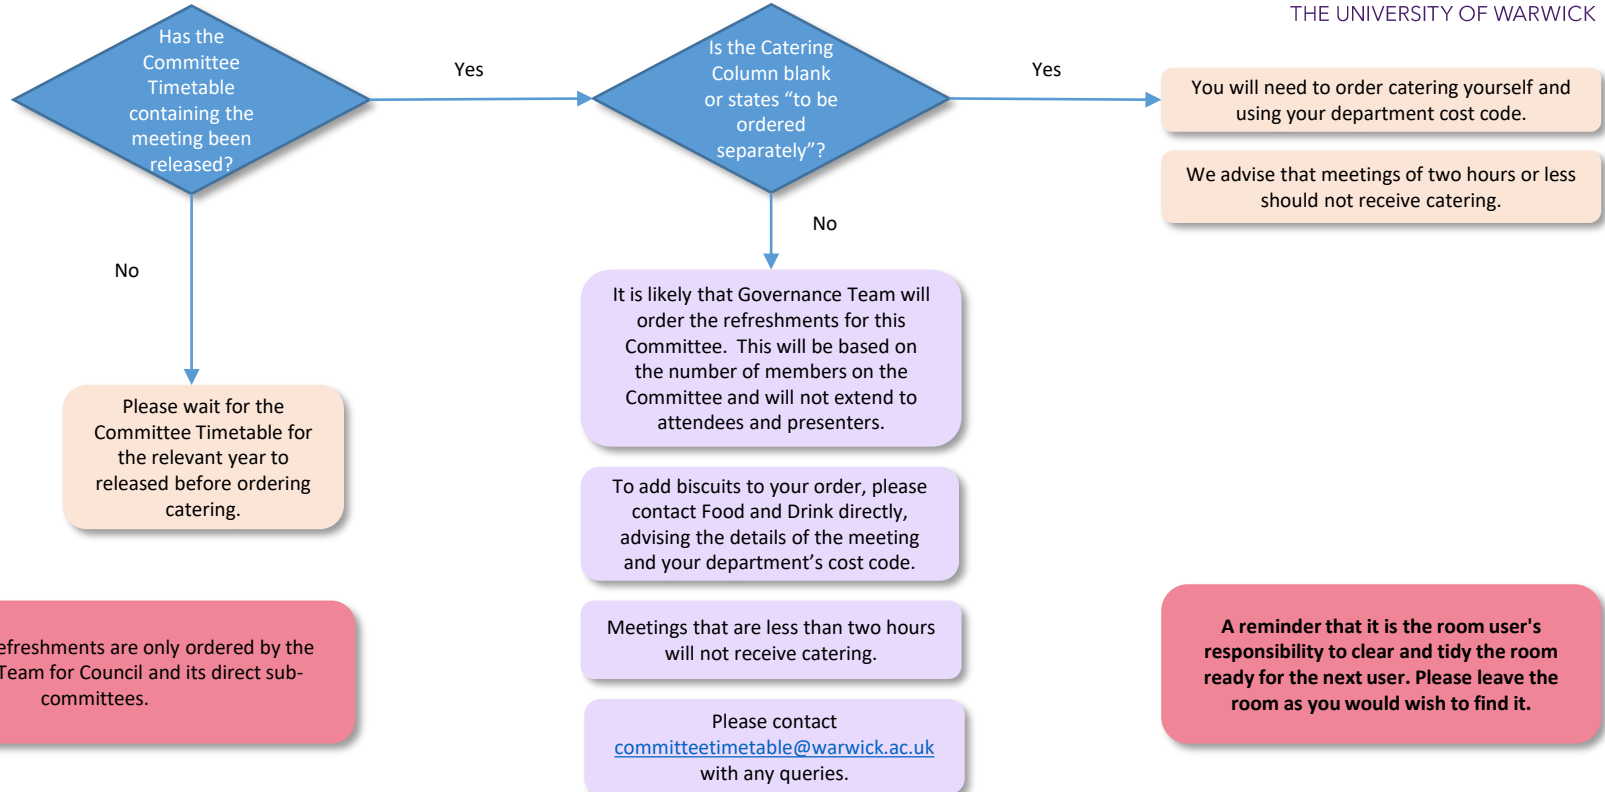 THE UNIVERSITY OF WARWICK
Has the
Committee
Timetable
containing the
meeting been
released?
Yes
Is the Catering
Column blank
or states “to be
ordered
separately”?
Yes
You will need to order catering yourself and
using your department cost code.
We advise that meetings of two hours or less
should not receive catering.
No
No
It is likely that Governance Team will
order the refreshments for this
Committee. This will be based on
the number of members on the
Committee and will not extend to
attendees and presenters.
Please wait for the
Committee Timetable for
the relevant year to
released before ordering
catering.
To add biscuits to your order, please
contact Food and Drink directly,
advising the details of the meeting
and your department’s cost code.
Meetings that are less than two hours
will not receive catering.
Please contact
committeetimetable@warwick.ac.uk
with any queries.
efreshments are only ordered by the
Team for Council and its direct sub-
committees.
A reminder that it is the room user's
responsibility to clear and tidy the room
ready for the next user. Please leave the
room as you would wish to find it.